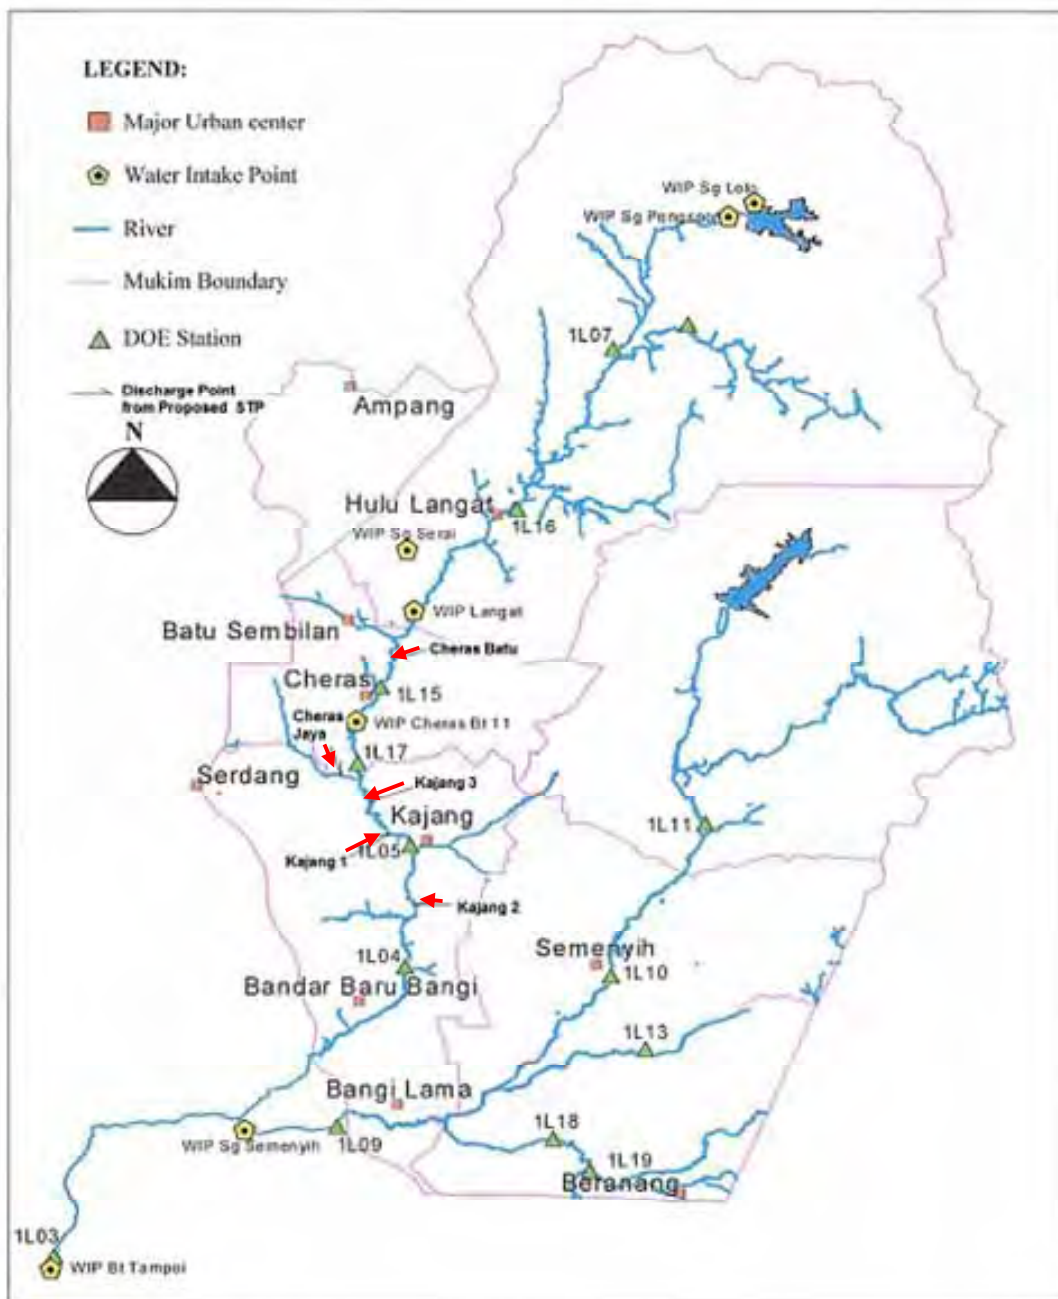 LEGEND:
Major Urban center
Water Intake Point
River
Mukim Boundary
DOE Station
Discharge Point
from Proposed STP
N
WIP Sg Lolo
WIP Sg
1L07
Ampang
Hulu Langat
1L16
WIP Sg Serai
WIP Langat
Batu Sembilan
Cheras Batu
Cheras
1L15
Cheras
Jaya
WIP Cheras Bt 11
1L17
Serdang
Kajang 3
Kajang
1L05
Kajang 1
1L11
Kajang 2
1L04
Semenyih
1L10
Bandar Baru Bangi
1L13
Bangi Lama
WIP Sg Semenyih
1L09
1L18
1L19
Beranang
1L03
WIP Bt Tampoi